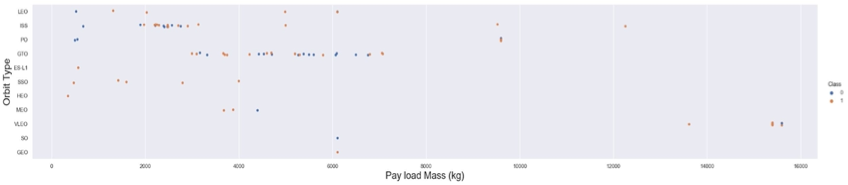 LEO
ISS
PO
GTO
ES-L1
SSO
HEO
MEO
VLEO
SO
GEO
Orbit Type
0 2000 4000 6000 8000 10000 12000 14000 16000
Pay load Mass (kg)
Class
0
1